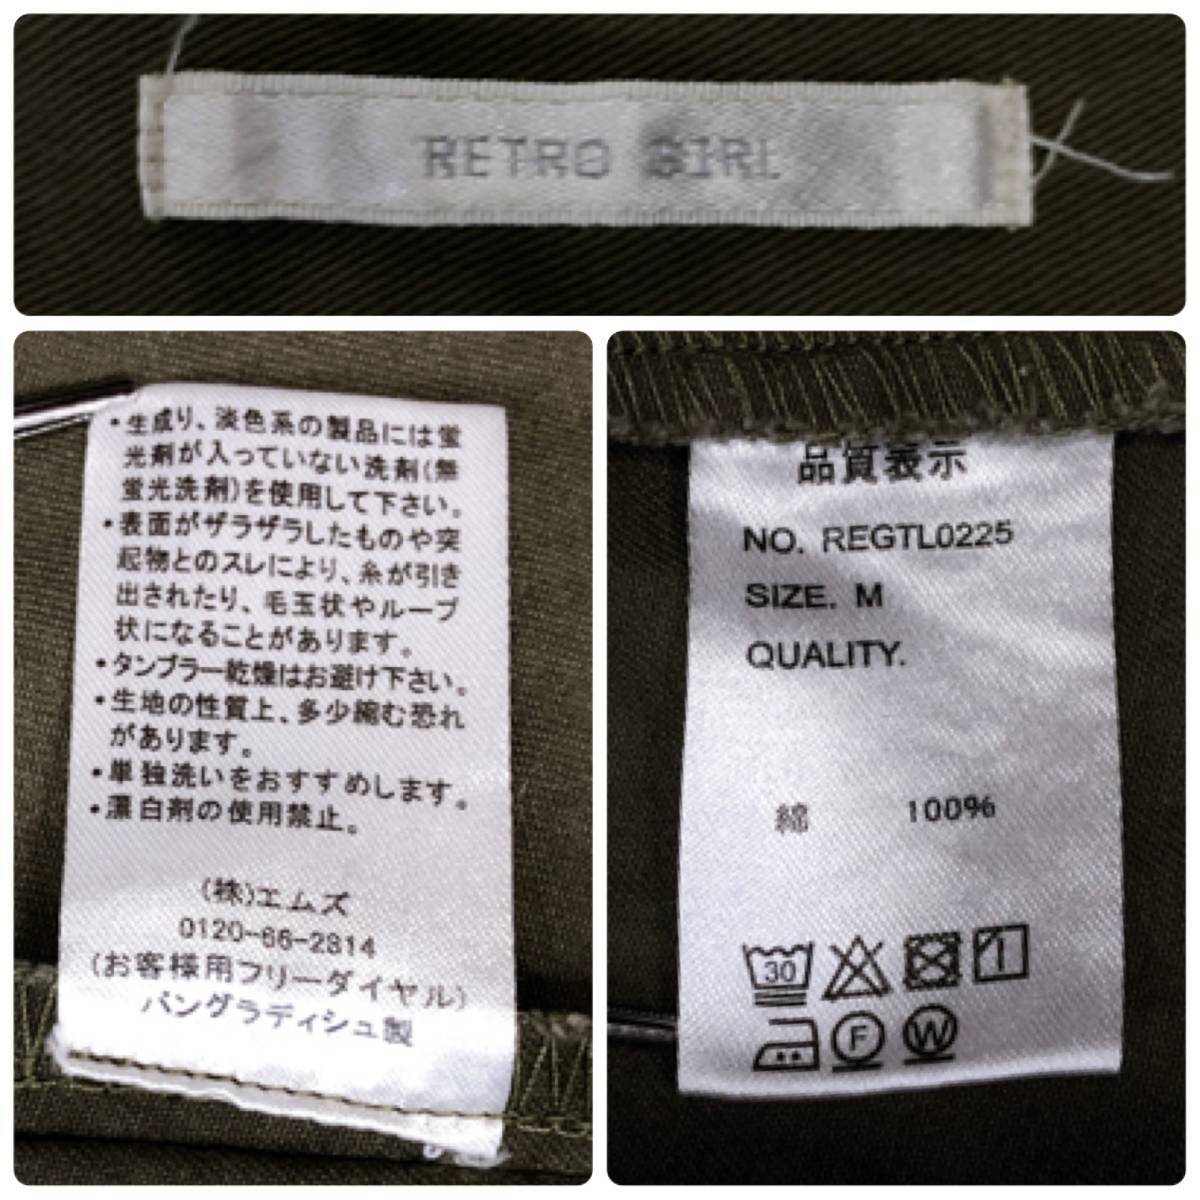 RETRO GIRL
・生成り、淡色系の製品には蛍
光剤が入っていない洗剤(無
蛍光洗剤)を使用して下さい。
・表面がザラザラしたものや突
起物とのスレにより、糸が引き
出されたり、毛玉状やループ
状になることがあります。
・タンブラー乾燥はお避け下さい。
・生地の性質上、多少縮む恐れ
があります。
・単独洗いをおすすめします。
・漂白剤の使用禁止。
(株)エムズ
0120-66-2314
(お客様用フリーダイヤル)
バングラディシュ製
品質表示
NO. REGTL0225
SIZE. M
QUALITY.
綿 100%
30
F W